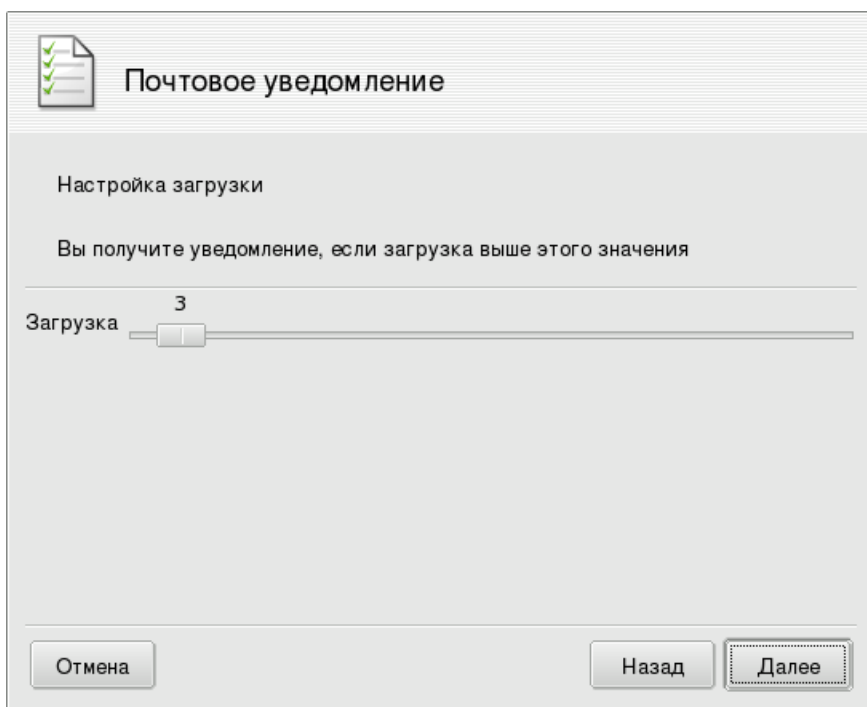 Почтовое уведомление
Настройка загрузки
Вы получите уведомление, если загрузка выше этого значения
3
Загрузка
Отмена
Назад
Далее